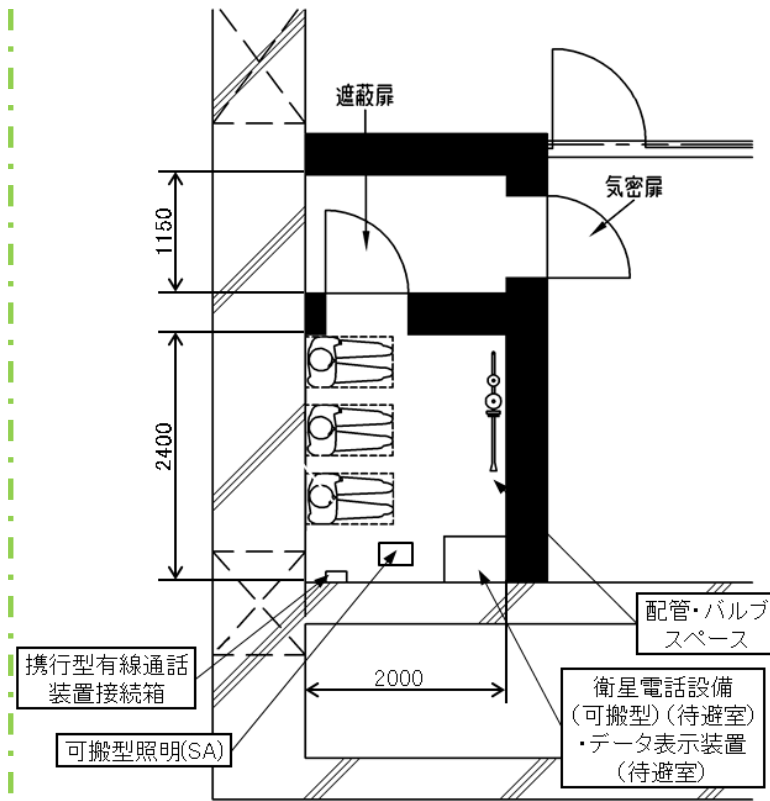 遮蔽扉
気密扉
1150
2400
配管・バルブ
スペース
携行型有線通話
装置接続箱
2000
衛星電話設備
(可搬型)(待避室)
・データ表示装置
(待避室)
可搬型照明(SA)